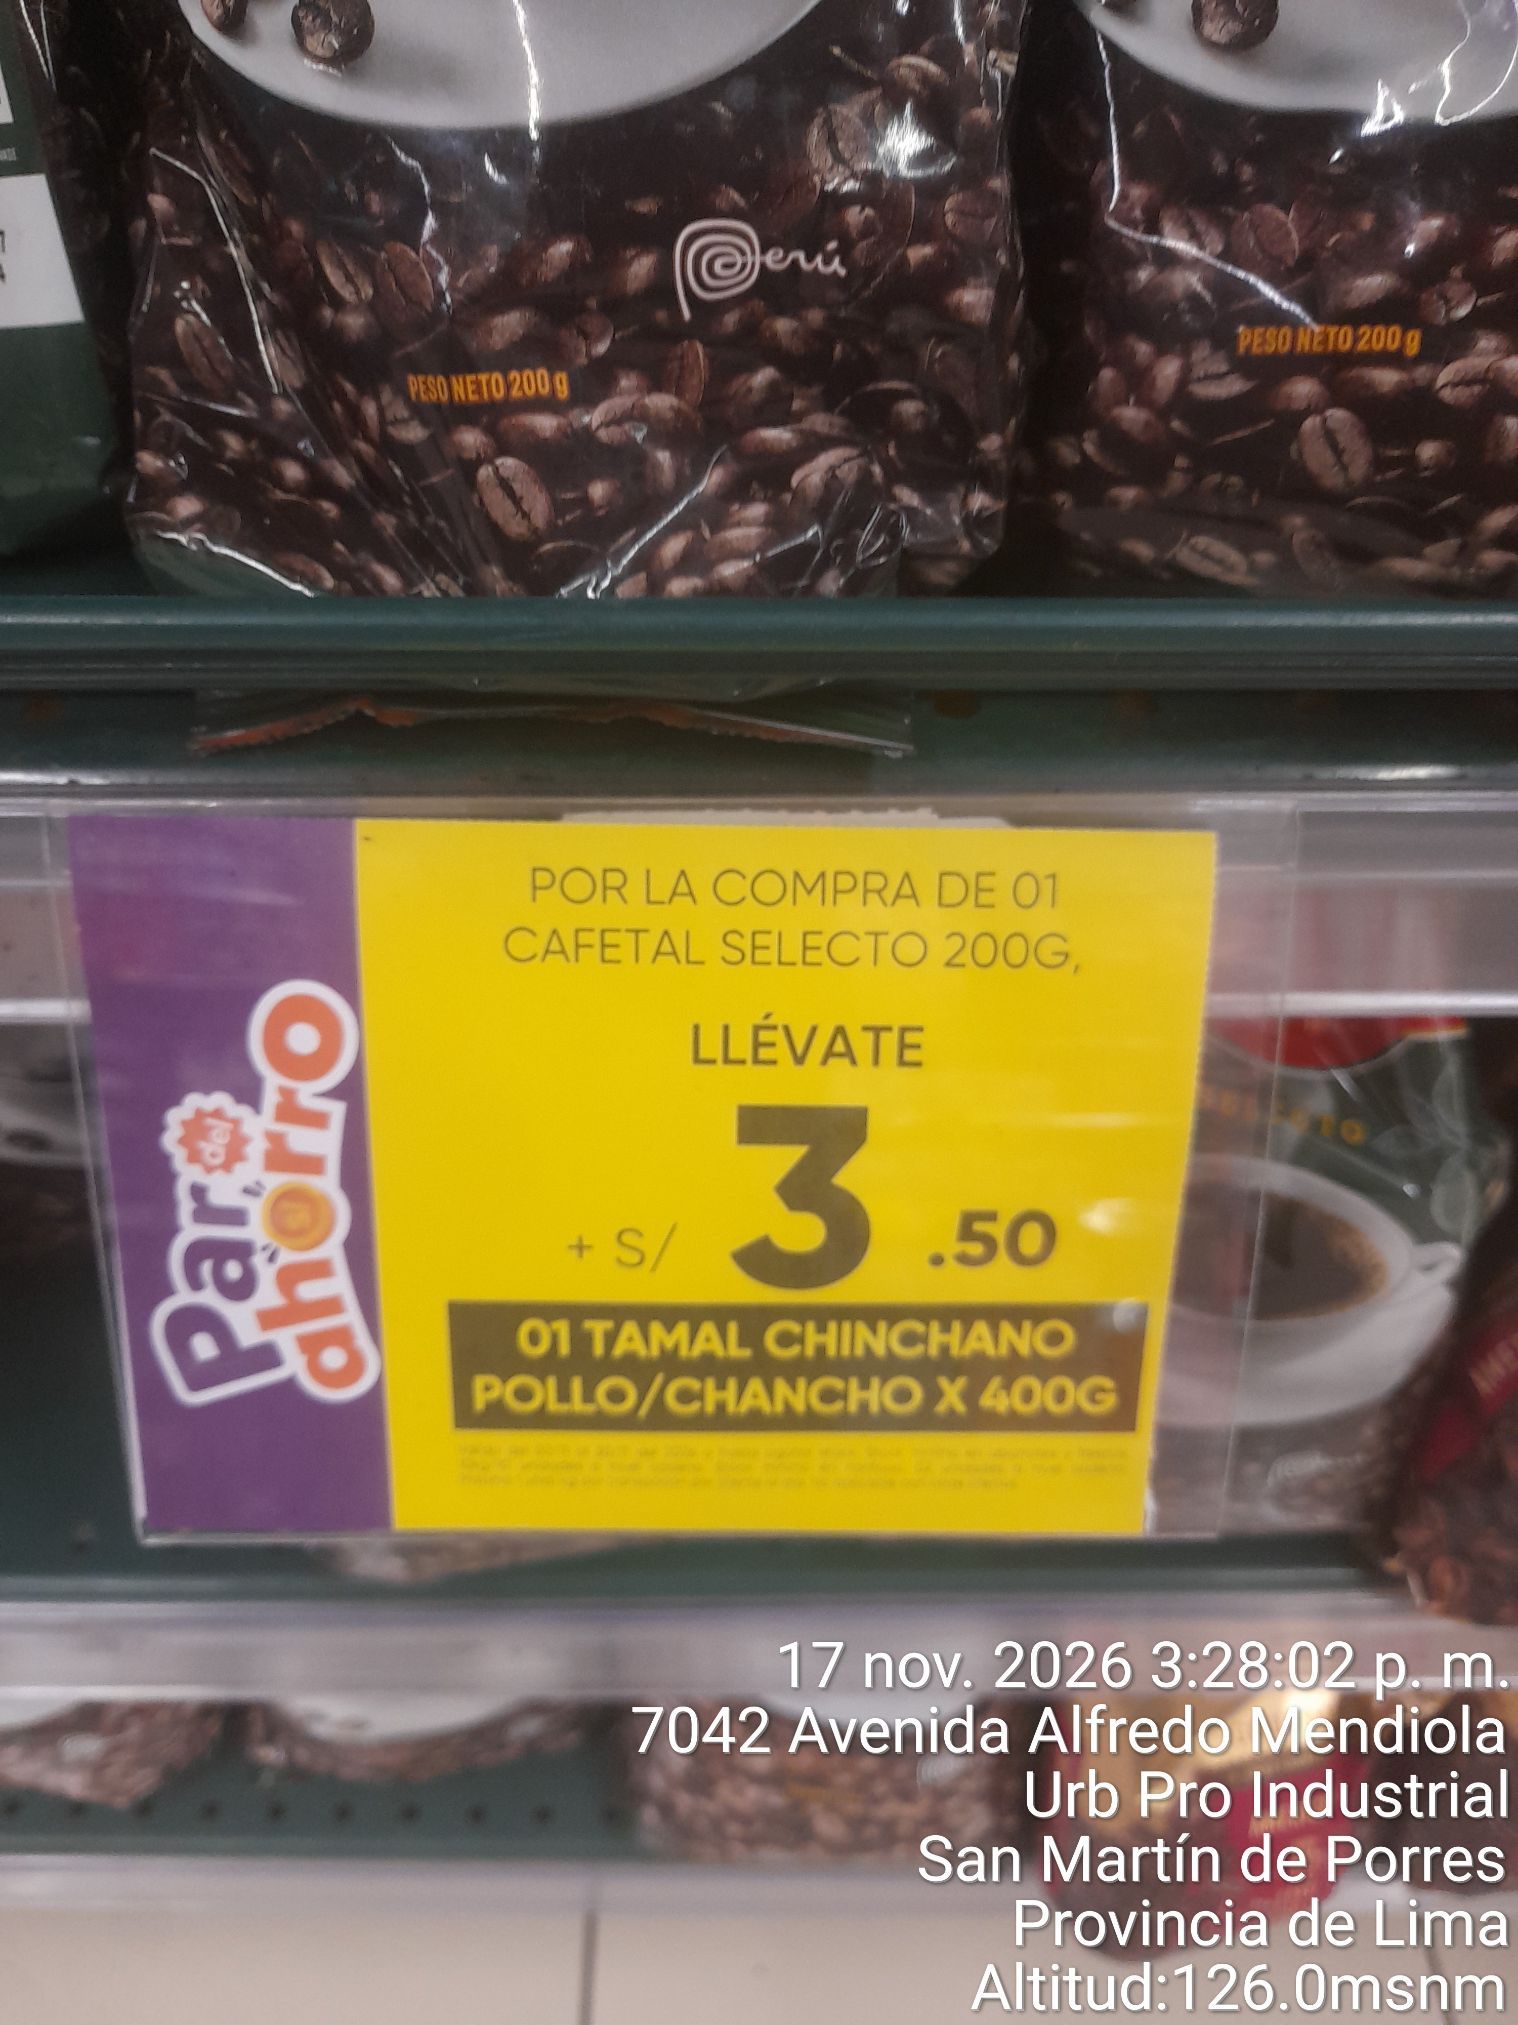 Perú
PESO NETO 200 g
PESO NETO 200 g
Par del ahorro
POR LA COMPRA DE 01
CAFETAL SELECTO 200G,
LLÉVATE
+ S/ 3.50
01 TAMAL CHINCHANO
POLLO/CHANCHO X 400G
17 nov. 2026 3:28:02 p. m.
7042 Avenida Alfredo Mendiola
Urb Pro Industrial
San Martín de Porres
Provincia de Lima
Altitud:126.0msnm